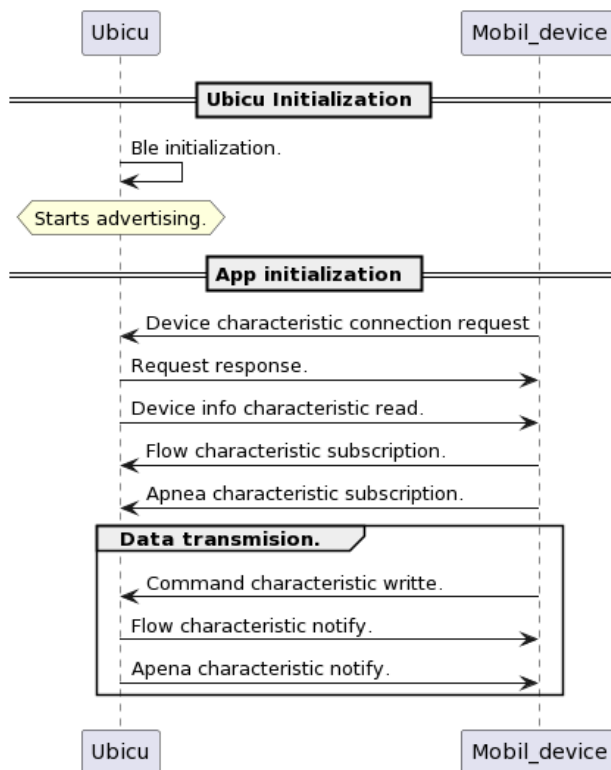 Ubicu Mobil_device
Ubicu Initialization
Ble initialization.
Starts advertising.
App initialization
Device characteristic connection request
Request response.
Device info characteristic read.
Flow characteristic subscription.
Apnea characteristic subscription.
Data transmision.
Command characteristic writte.
Flow characteristic notify.
Apena characteristic notify.
Ubicu Mobil_device